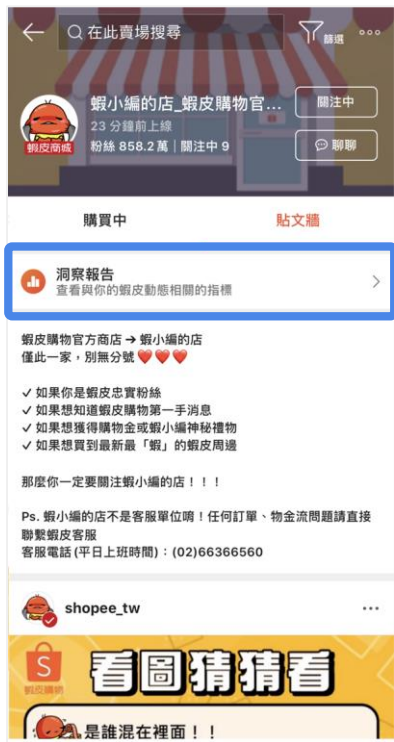 在此賣場搜尋
篩選
蝦小編的店_蝦皮購物官...
關注中
23 分鐘前上線
粉絲 858.2 萬 | 關注中 9
聊聊
蝦皮商城
購買中
貼文牆
洞察報告
查看與你的蝦皮動態相關的指標
蝦皮購物官方商店 → 蝦小編的店
僅此一家,別無分號 ❤❤❤
✓ 如果你是蝦皮忠實粉絲
✓ 如果想知道蝦皮購物第一手消息
✓ 如果想獲得購物金或蝦小編神秘禮物
✓ 如果想買到最新最「蝦」的蝦皮周邊
那麼你一定要關注蝦小編的店!!!
Ps. 蝦小編的店不是客服單位唷!任何訂單、物金流問題請直接
聯繫蝦皮客服
客服電話 (平日上班時間):(02)66366560
shopee_tw
S
蝦皮購物
看圖猜猜看
是誰混在裡面!!